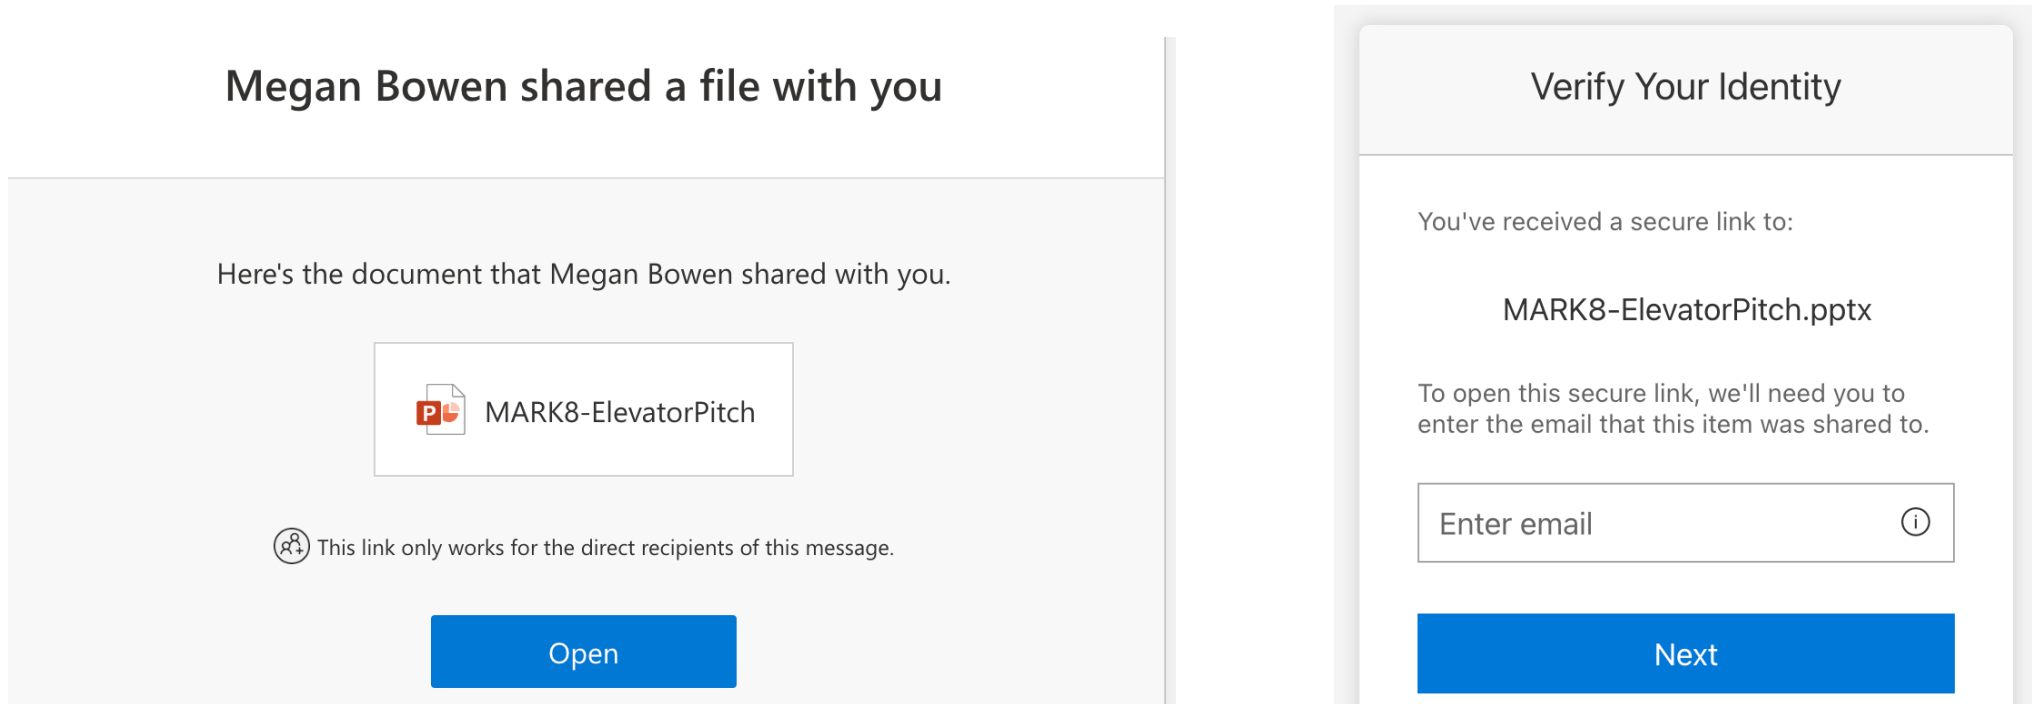 Megan Bowen shared a file with you
Here's the document that Megan Bowen shared with you.
P MARK8-ElevatorPitch
This link only works for the direct recipients of this message.
Open
Verify Your Identity
You've received a secure link to:
MARK8-ElevatorPitch.pptx
To open this secure link, we'll need you to
enter the email that this item was shared to.
Enter email
Next